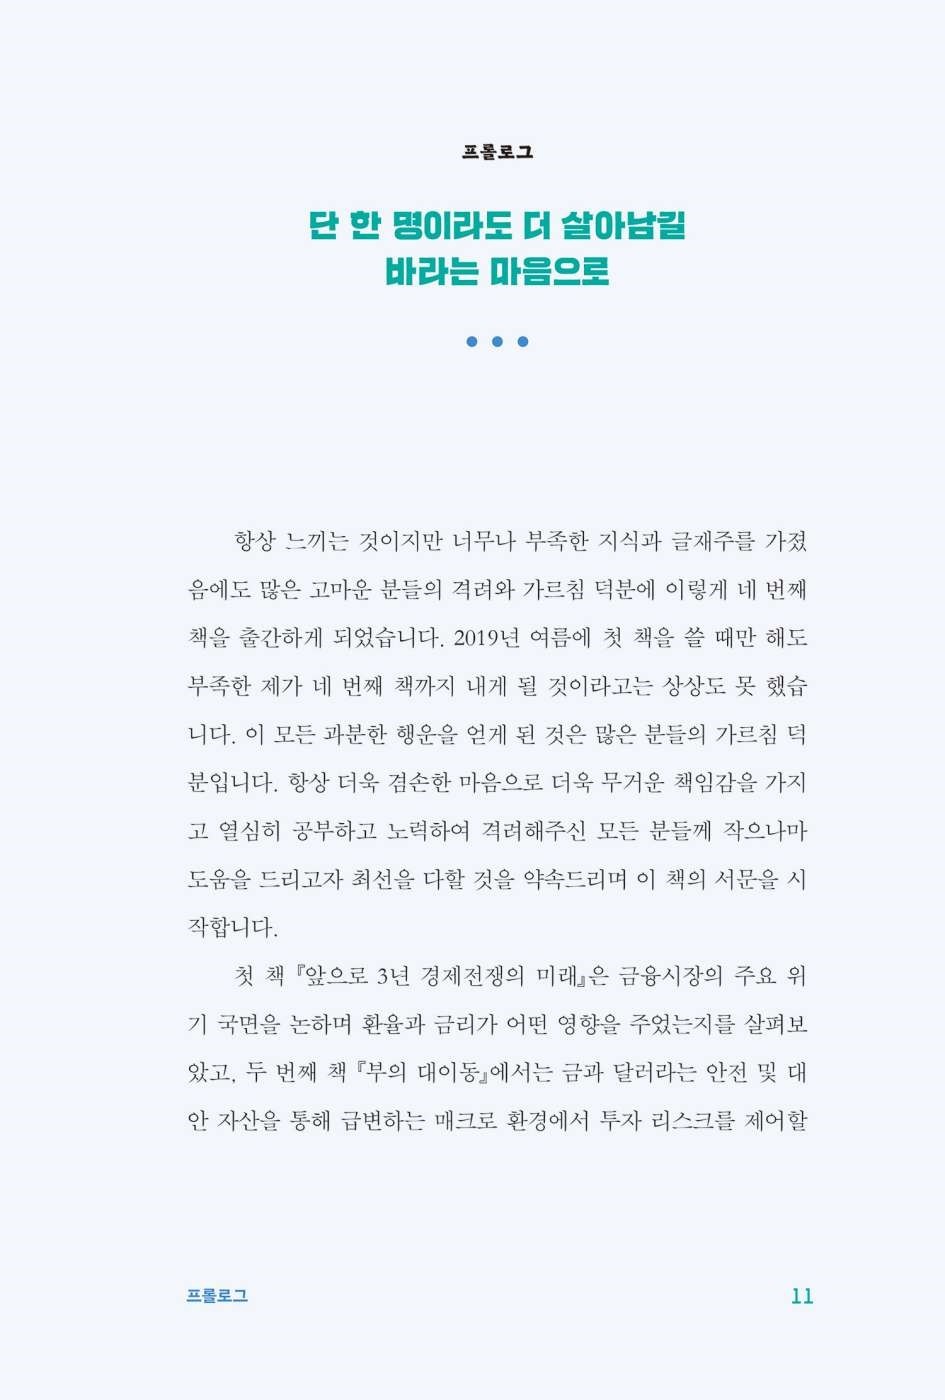 프롤로그
단 한 명이라도 더 살아남길
바라는 마음으로
항상 느끼는 것이지만 너무나 부족한 지식과 글재주를 가졌
음에도 많은 고마운 분들의 격려와 가르침 덕분에 이렇게 네 번째
책을 출간하게 되었습니다. 2019년 여름에 첫 책을 쓸 때만 해도
부족한 제가 네 번째 책까지 내게 될 것이라고는 상상도 못 했습
니다. 이 모든 과분한 행운을 얻게 된 것은 많은 분들의 가르침 덕
분입니다. 항상 더욱 겸손한 마음으로 더욱 무거운 책임감을 가지
고 열심히 공부하고 노력하여 격려해주신 모든 분들께 작으나마
도움을 드리고자 최선을 다할 것을 약속드리며 이 책의 서문을 시
작합니다.
첫 책 『앞으로 3년 경제전쟁의 미래』은 금융시장의 주요 위
기 국면을 논하며 환율과 금리가 어떤 영향을 주었는지를 살펴보
았고, 두 번째 책 『부의 대이동』에서는 금과 달러라는 안전 및 대
안 자산을 통해 급변하는 매크로 환경에서 투자 리스크를 제어할
프롤로그
11